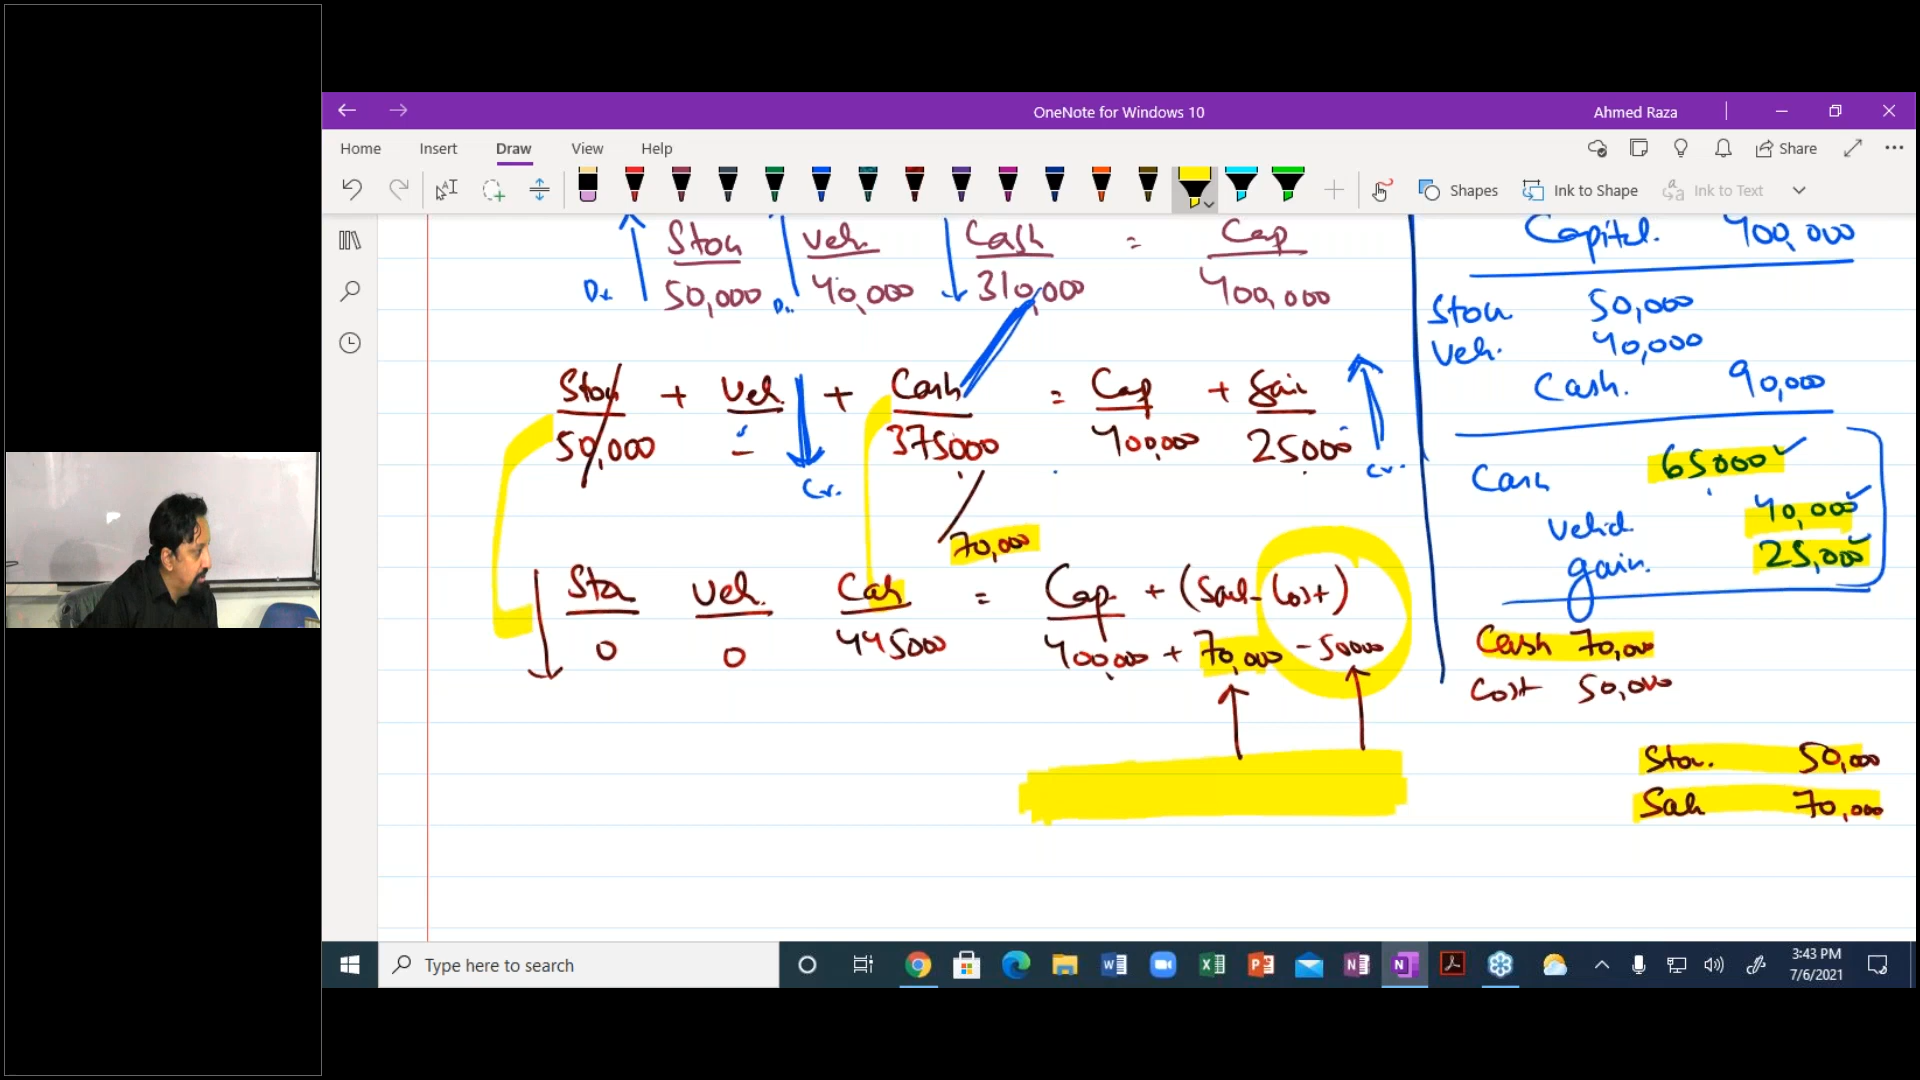 OneNote for Windows 10 Ahmed Raza
Home Insert Draw View Help Share
Shapes Ink to Shape Ink to Text
Capital. 400,000
Stock Veh. Cash = Cap
Dr 50,000 Dr. 40,000 310,000 400,000
Stock 50,000
Veh. 40,000
Cash. 90,000
Stock + Veh. + Cash = Cap + Gain
50,000 - 375000 400,000 25000
Cr. Cr.
Cash 65000
Vehicl. 40,000
gain. 25,000
70,000
Sto Veh. Cash = Cap. + (Sale - Cost)
0 0 445000 400,000 + 70,000 - 50000
Cash 70,000
Cost 50,000
Stoc. 50,000
Sale 70,000
Type here to search
3:43 PM
7/6/2021